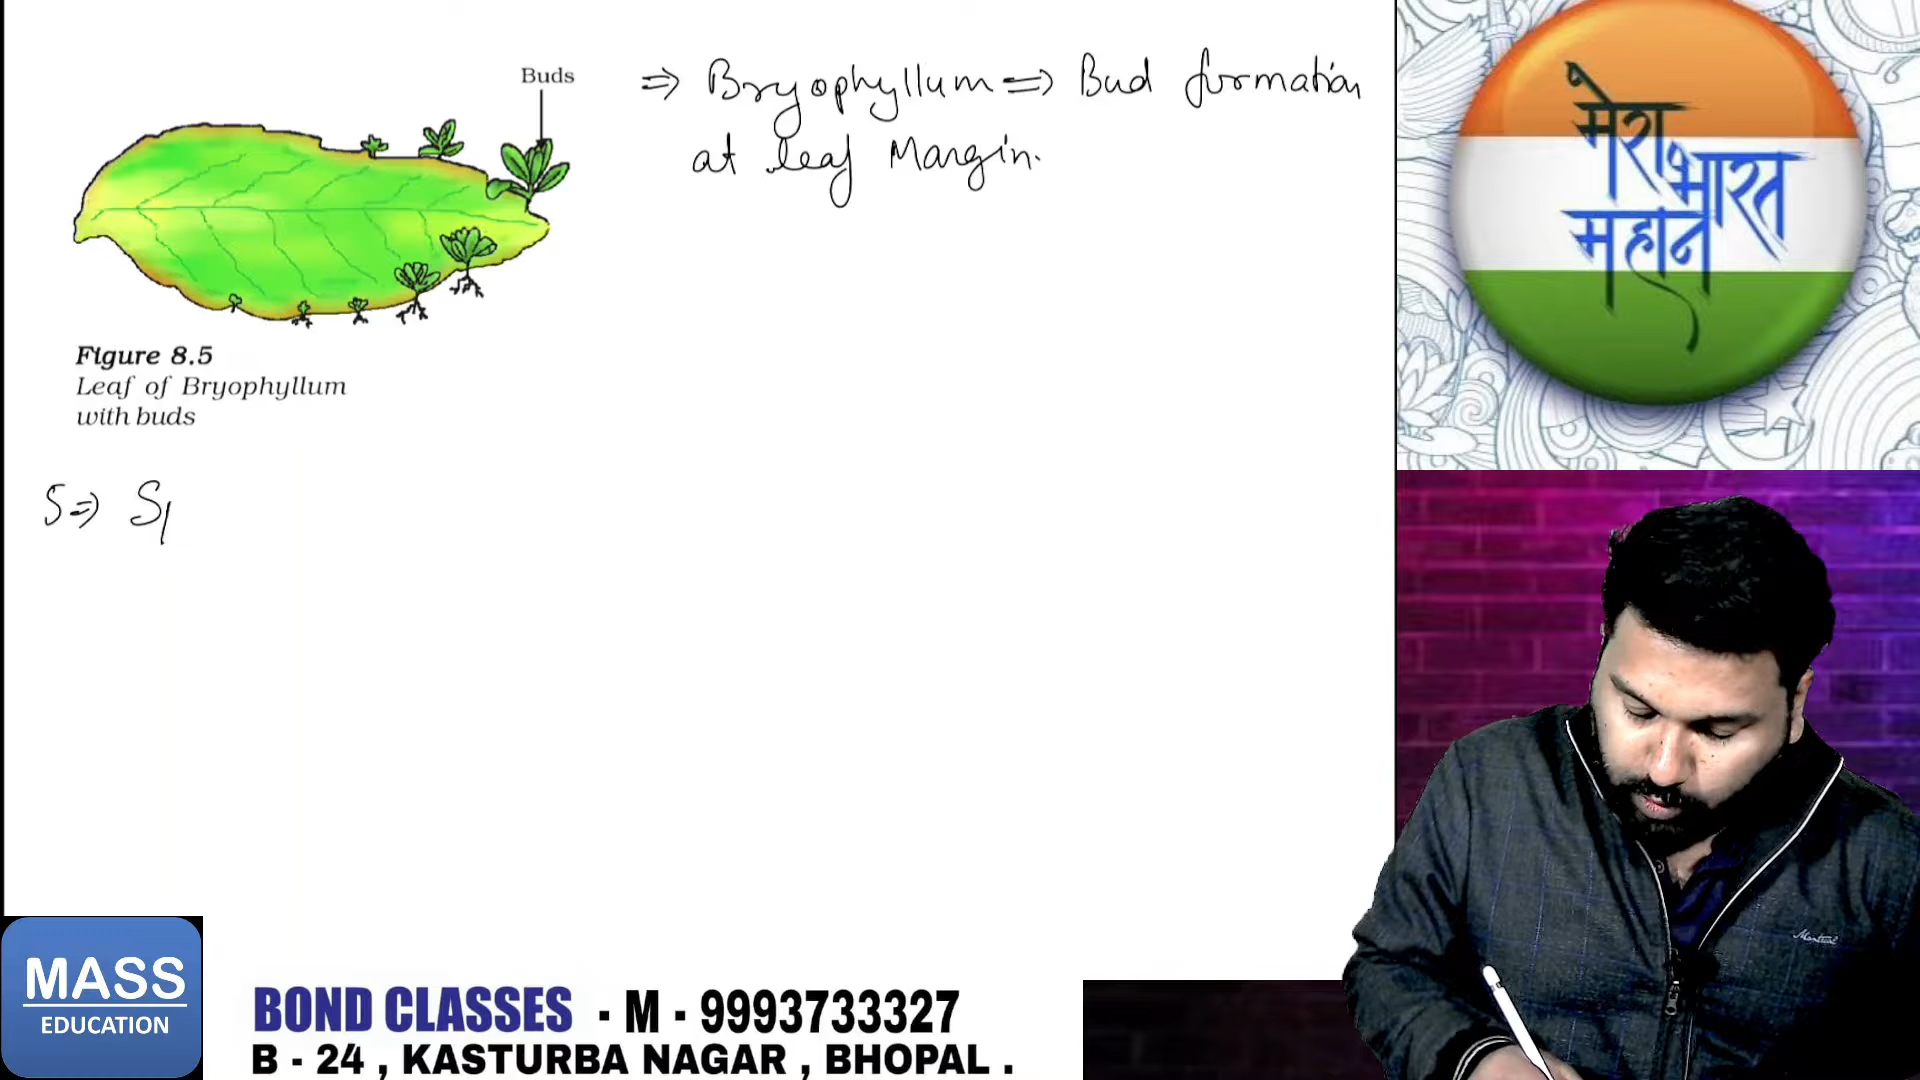 Buds
⇒ Bryophyllum ⇒ Bud formation
at leaf Margin.
Figure 8.5
Leaf of Bryophyllum
with buds
5⇒ S
मेरा
भारत
महान
MASS
EDUCATION
BOND CLASSES - M - 9993733327
B - 24 , KASTURBA NAGAR , BHOPAL .